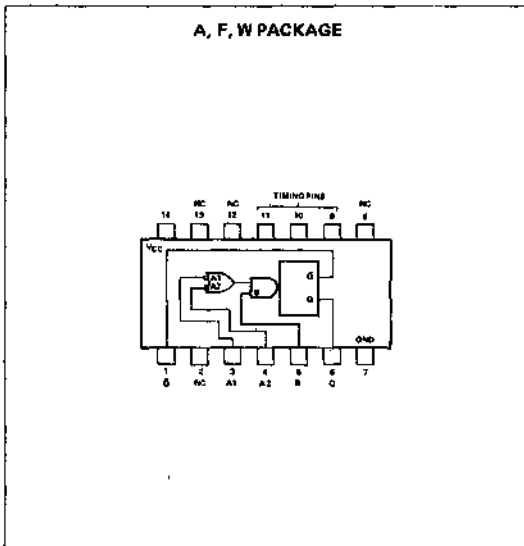 A, F, W PACKAGE
TIMING PINS
NC NC NC
14 13 12 11 10 9 8
VCC
A1
A2
Q
B
Q
GND
1 2 3 4 5 6 7
Q NC A1 A2 B Q